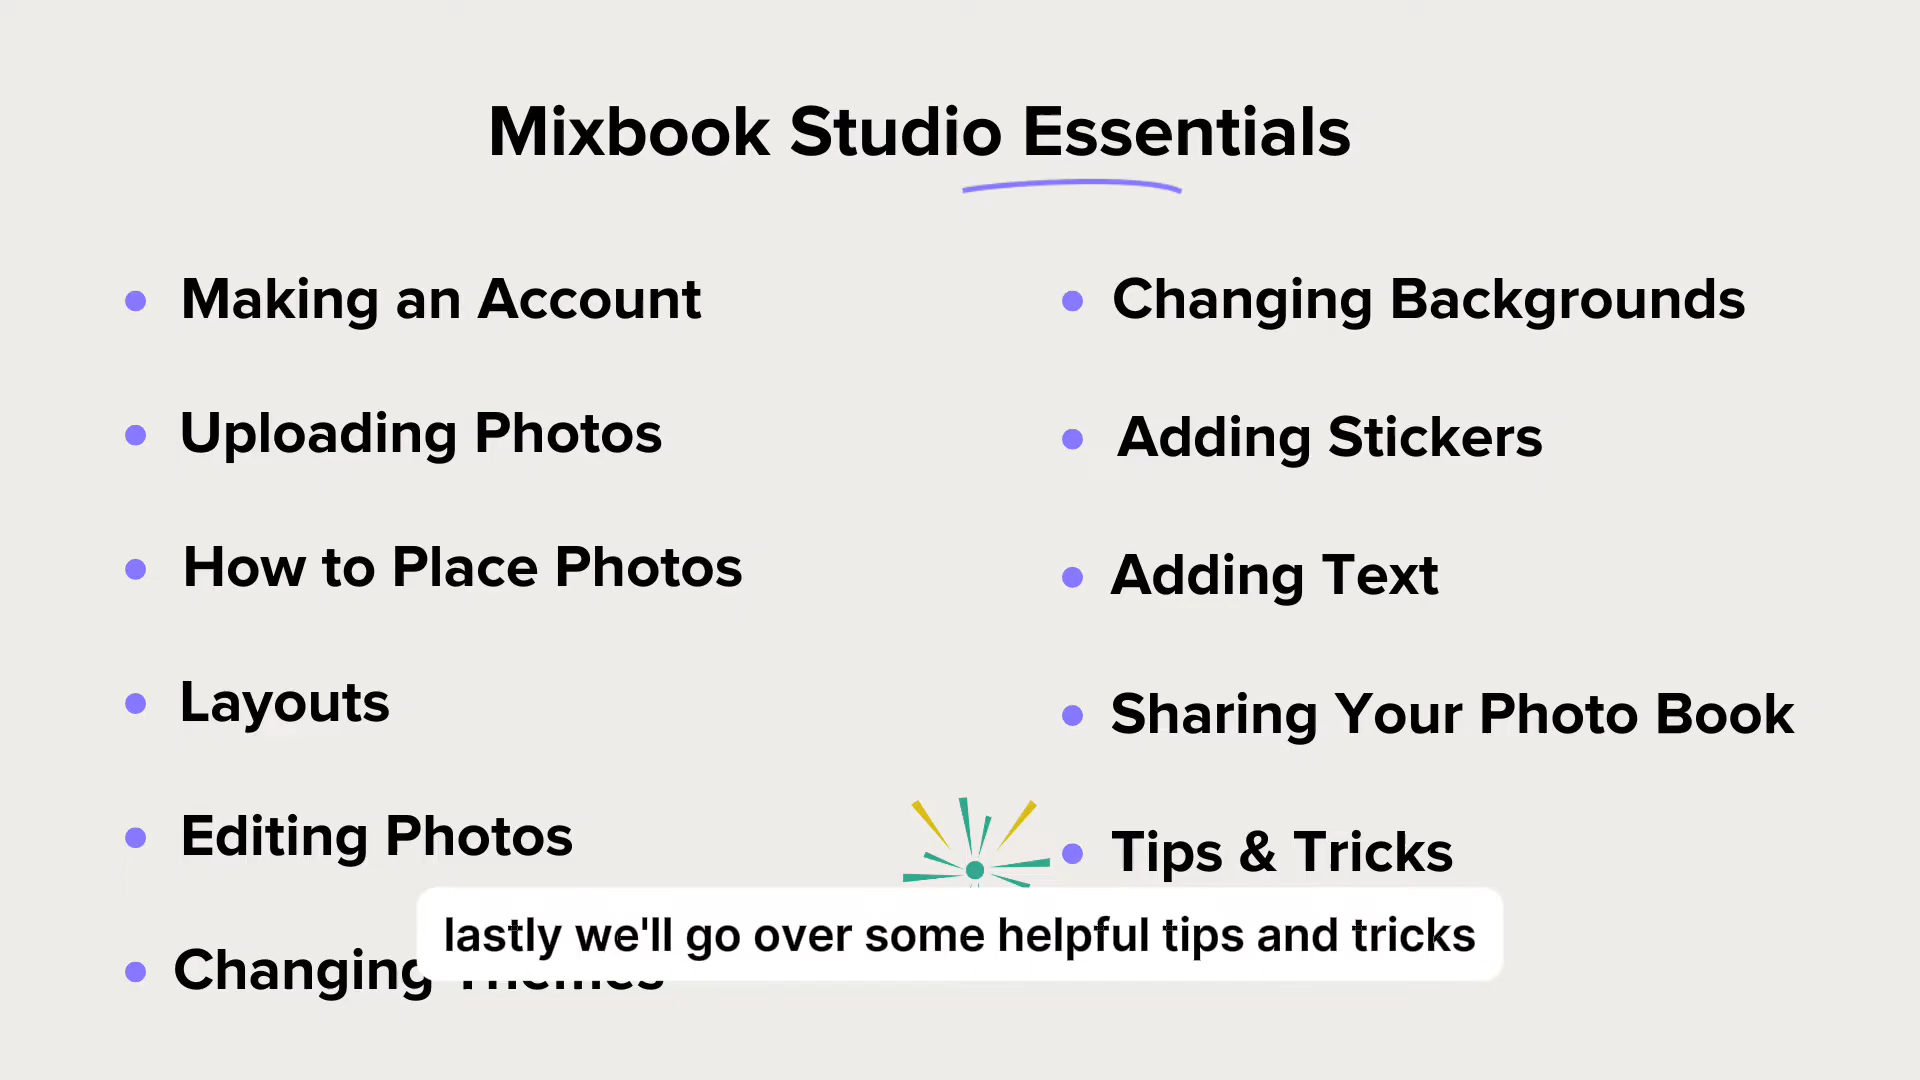 Mixbook Studio Essentials
Making an Account
Uploading Photos
How to Place Photos
Layouts
Editing Photos
Changing Themes
Changing Backgrounds
Adding Stickers
Adding Text
Sharing Your Photo Book
Tips & Tricks
lastly we'll go over some helpful tips and tricks